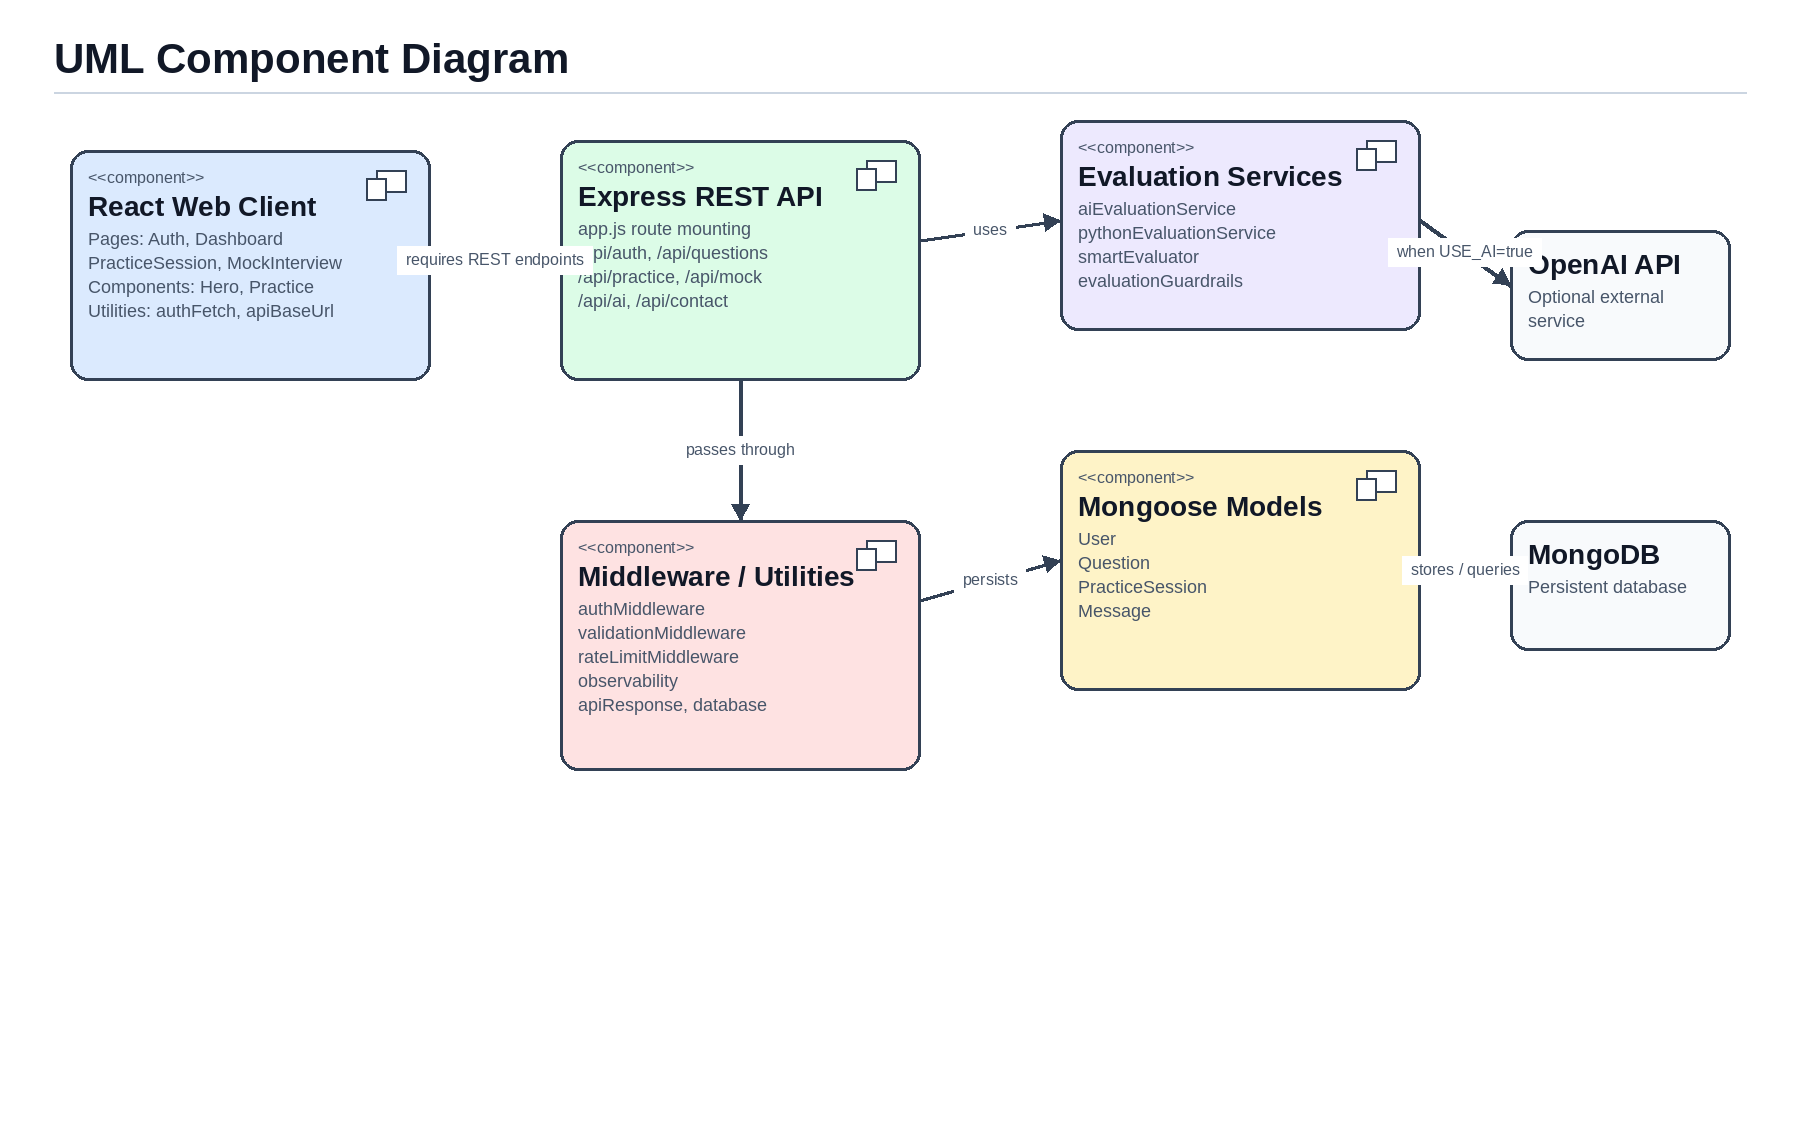 UML Component Diagram
<<component>>
React Web Client
Pages: Auth, Dashboard
PracticeSession, MockInterview
Components: Hero, Practice
Utilities: authFetch, apiBaseUrl
requires REST endpoints
<<component>>
Express REST API
app.js route mounting
/api/auth, /api/questions
/api/practice, /api/mock
/api/ai, /api/contact
uses
<<component>>
Evaluation Services
aiEvaluationService
pythonEvaluationService
smartEvaluator
evaluationGuardrails
when USE_AI=true
OpenAI API
Optional external
service
passes through
<<component>>
Middleware / Utilities
authMiddleware
validationMiddleware
rateLimitMiddleware
observability
apiResponse, database
persists
<<component>>
Mongoose Models
User
Question
PracticeSession
Message
stores / queries
MongoDB
Persistent database